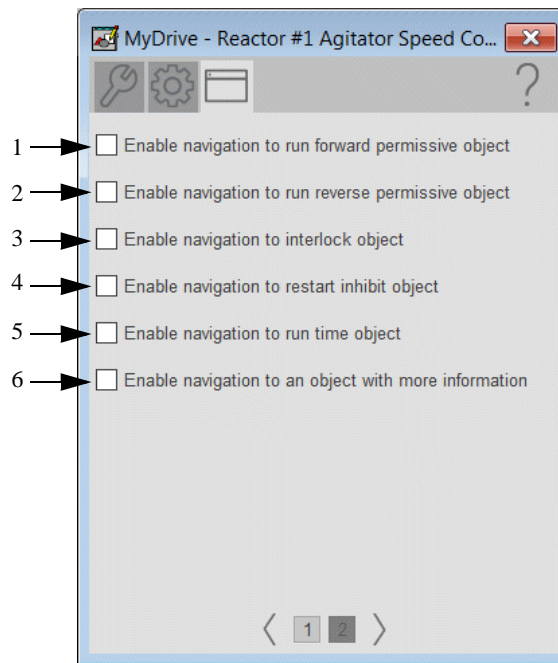 MyDrive - Reactor #1 Agitator Speed Co...
?
1 Enable navigation to run forward permissive object
2 Enable navigation to run reverse permissive object
3 Enable navigation to interlock object
4 Enable navigation to restart inhibit object
5 Enable navigation to run time object
6 Enable navigation to an object with more information
1 2